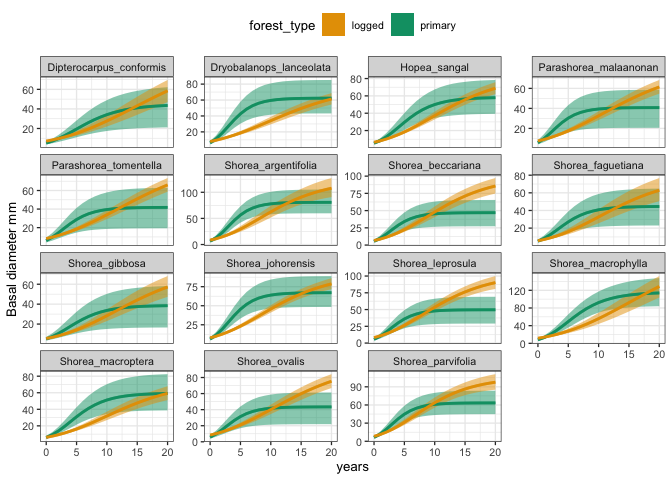 forest_type logged primary
Dipterocarpus_conformis Dryobalanops_lanceolata Hopea_sangal Parashorea_malaanonan
60 40 20
80 60 40 20
80 60 40 20
60 40 20
Parashorea_tomentella Shorea_argentifolia Shorea_beccariana Shorea_faguetiana
60 40 20
100 50 0
100 75 50 25 0
80 60 40 20
Shorea_gibbosa Shorea_johorensis Shorea_leprosula Shorea_macrophylla
60 40 20
75 50 25
100 75 50 25 0
120 80 40 0
Shorea_macroptera Shorea_ovalis Shorea_parvifolia
80 60 40 20
80 60 40 20 0
90 60 30 0
0 5 10 15 20
0 5 10 15 20
0 5 10 15 20
0 5 10 15 20
years
Basal diameter mm